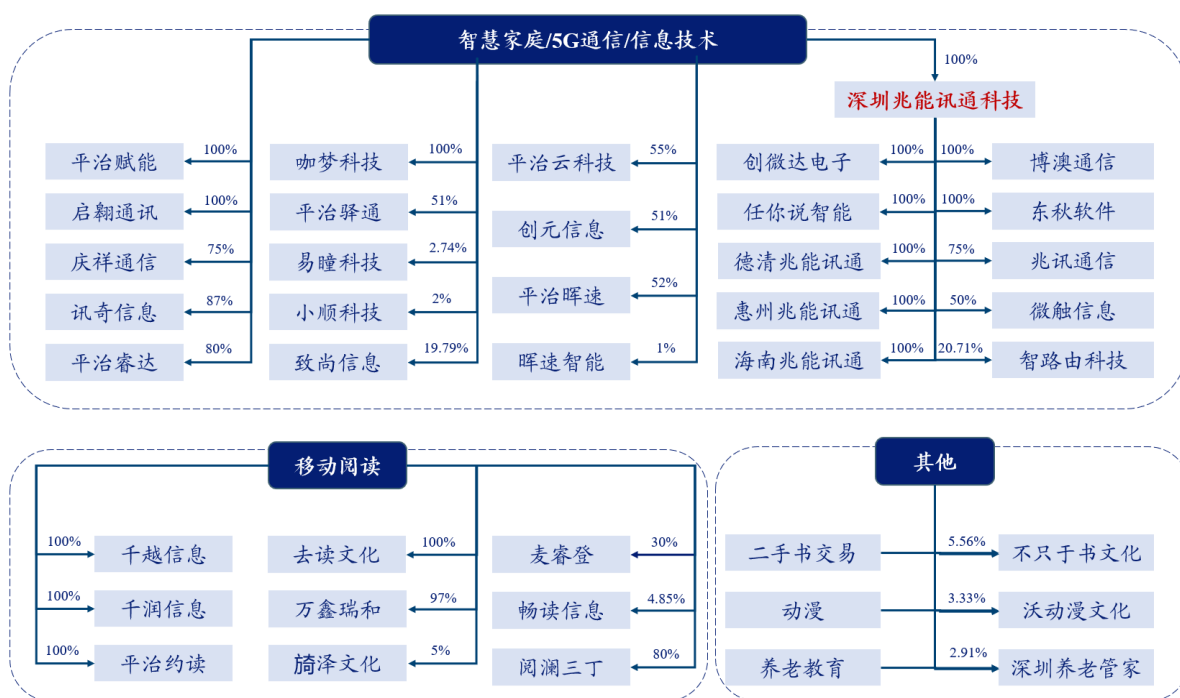 智慧家庭/5G通信/信息技术
100%
深圳兆能讯通科技
平治赋能 100%
咖梦科技 100%
平治云科技 55%
创微达电子 100%
100% 博澳通信
启翱通讯 100%
平治驿通 51%
创元信息 51%
任你说智能 100%
100% 东秋软件
庆祥通信 75%
易瞳科技 2.74%
平治晖速 52%
德清兆能讯通 100%
75% 兆讯通信
讯奇信息 87%
小顺科技 2%
惠州兆能讯通 100%
50% 微触信息
平治睿达 80%
致尚信息 19.79%
晖速智能 1%
海南兆能讯通 100%
20.71% 智路由科技
移动阅读
100% 千越信息
去读文化 100%
麦睿登 30%
100% 千润信息
万鑫瑞和 97%
畅读信息 4.85%
100% 平治约读
旖泽文化 5%
阅澜三丁 80%
其他
二手书交易 5.56% 不只于书文化
动漫 3.33% 沃动漫文化
养老教育 2.91% 深圳养老管家